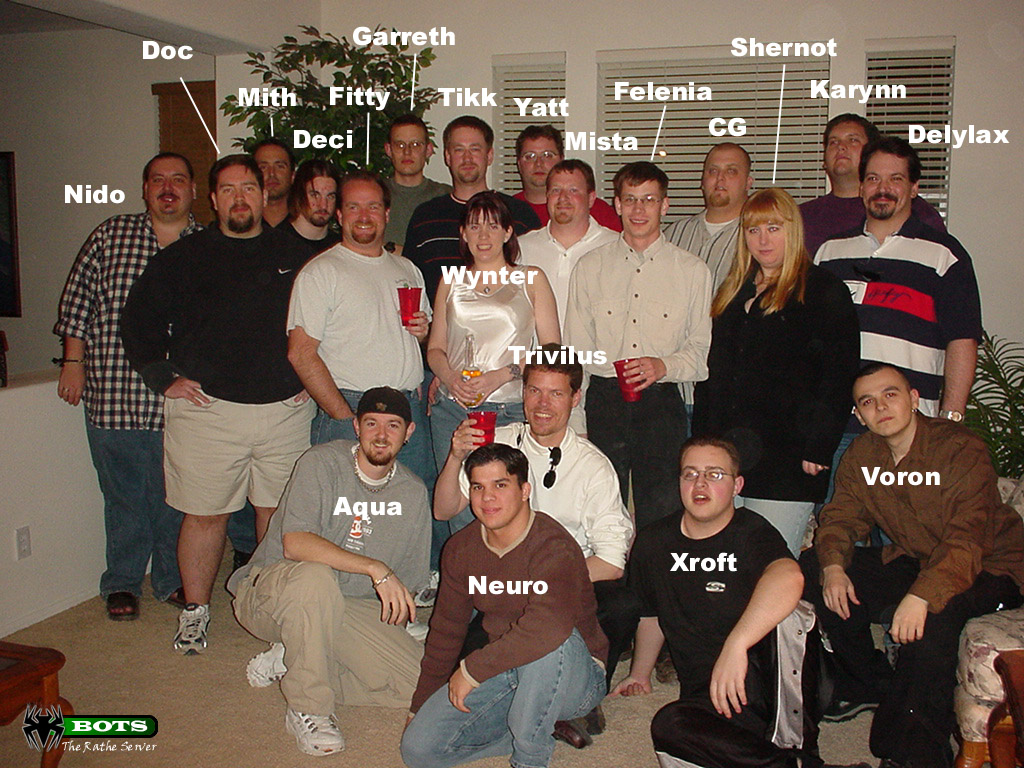 Garreth
Doc
Shernot
Mith
Fitty
Tikk
Yatt
Felenia
Karynn
Deci
Mista
CG
Delylax
Nido
Wynter
Trivilus
Aqua
Voron
Neuro
Xroft
BOTS
The Rathe Server